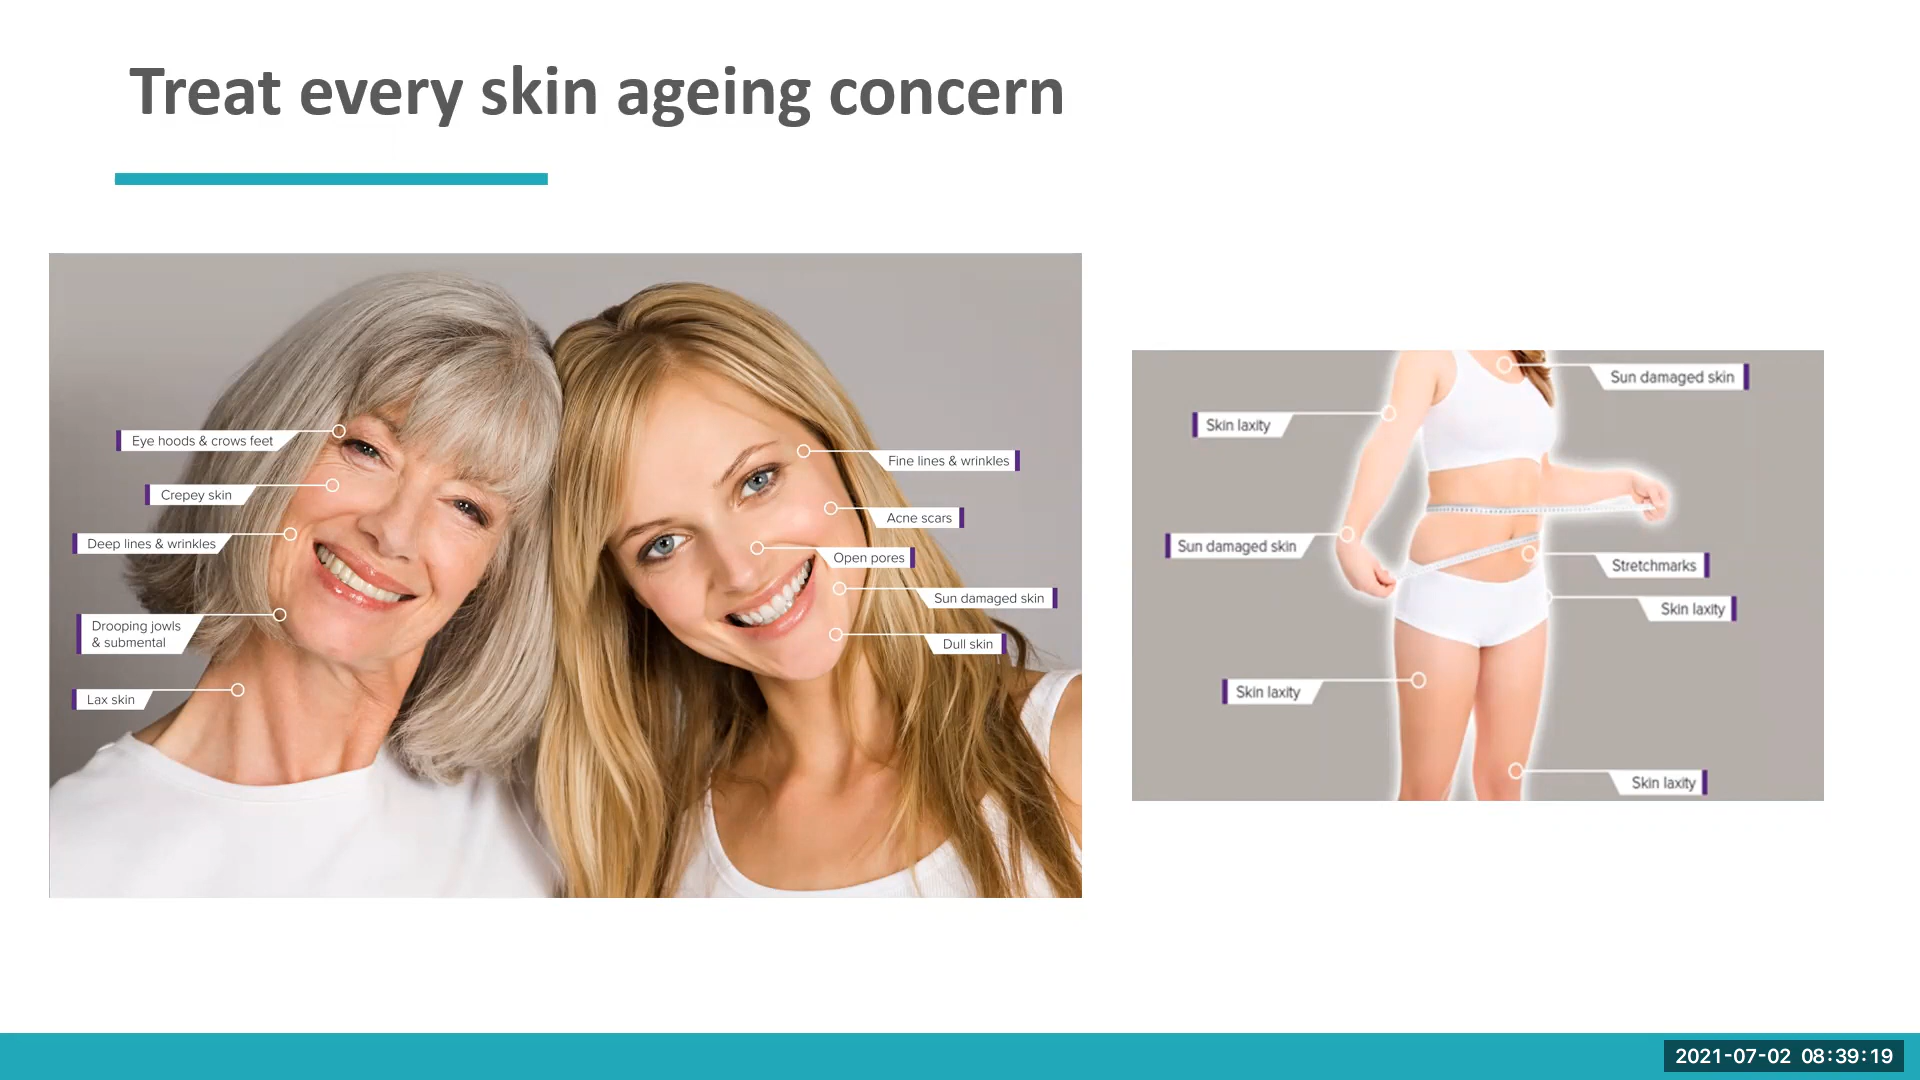 Treat every skin ageing concern
Eye hoods & crows feet
Crepey skin
Deep lines & wrinkles
Drooping jowls
& submental
Lax skin
Fine lines & wrinkles
Acne scars
Open pores
Sun damaged skin
Dull skin
Sun damaged skin
Skin laxity
Sun damaged skin
Stretchmarks
Skin laxity
Skin laxity
Skin laxity
2021-07-02 08:39:19